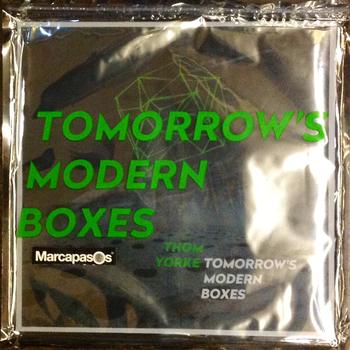 TOMORROW'S
MODERN
BOXES
Marcapasos
THOM
YORKE TOMORROW'S
MODERN
BOXES